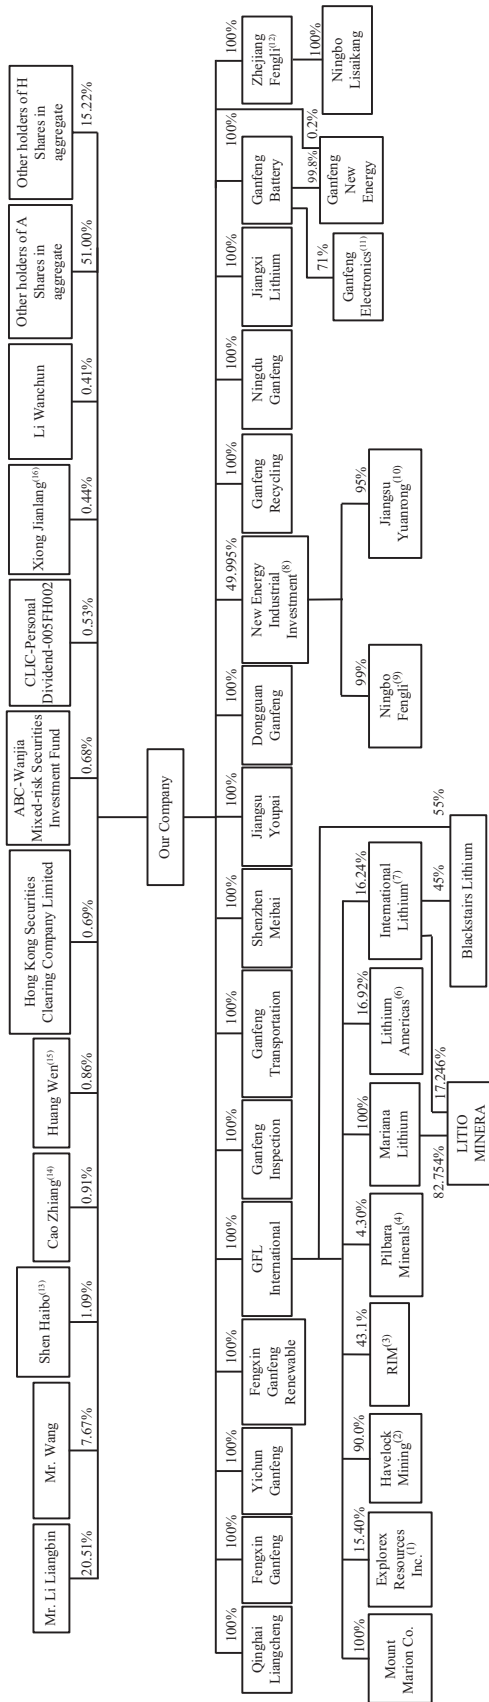 Mr. Li Liangbin
20.51%
Mr. Wang
7.67%
Shen Haibo(13)
1.09%
Cao Zhiang(14)
0.91%
Huang Wen(15)
0.86%
Hong Kong Securities
Clearing Company Limited
0.69%
ABC-Wanjia
Mixed-risk Securities
Investment Fund
0.68%
CLIC-Personal
Dividend-005FH002
0.53%
Xiong Jianlang(16)
0.44%
Li Wanchun
0.41%
Other holders of A
Shares in
aggregate
51.00%
Other holders of H
Shares in
aggregate
15.22%
Our Company
100%
Qinghai
Liangcheng
100%
Fengxin
Ganfeng
100%
Yichun
Ganfeng
100%
Fengxin
Ganfeng
Renewable
100%
GFL
International
100%
Ganfeng
Inspection
100%
Ganfeng
Transportation
100%
Shenzhen
Meibai
100%
Jiangsu
Youpai
100%
Dongguan
Ganfeng
49.995%
New Energy
Industrial
Investment(8)
100%
Ganfeng
Recycling
100%
Ningdu
Ganfeng
100%
Jiangxi
Lithium
100%
Ganfeng
Battery
100%
Zhejiang
Fengli(12)
100%
Mount
Marion Co.
15.40%
Explorex
Resources
Inc.(1)
90.0%
Havelock
Mining(2)
43.1%
RIM(3)
4.30%
Pilbara
Minerals(4)
100%
Mariana
Lithium
16.92%
Lithium
Americas(6)
16.24%
International
Lithium(7)
82.754%
17.246%
LITIO
MINERA
45%
55%
Blackstairs Lithium
99%
Ningbo
Fengli(9)
95%
Jiangsu
Yuanrong(10)
71%
Ganfeng
Electronics(11)
99.8%
0.2%
Ganfeng
New
Energy
100%
Ningbo
Lisaikang